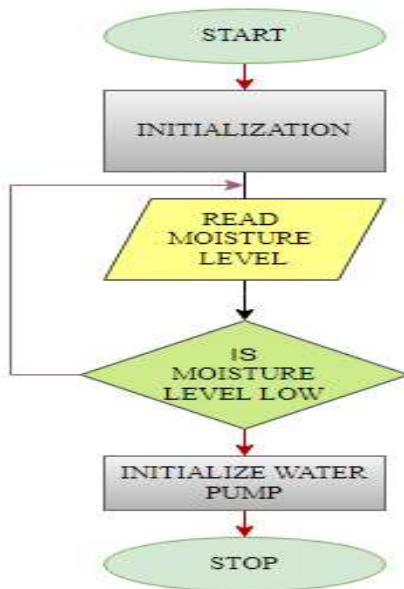 START
INITIALIZATION
READ
MOISTURE
LEVEL
IS
MOISTURE
LEVEL LOW
INITIALIZE WATER
PUMP
STOP